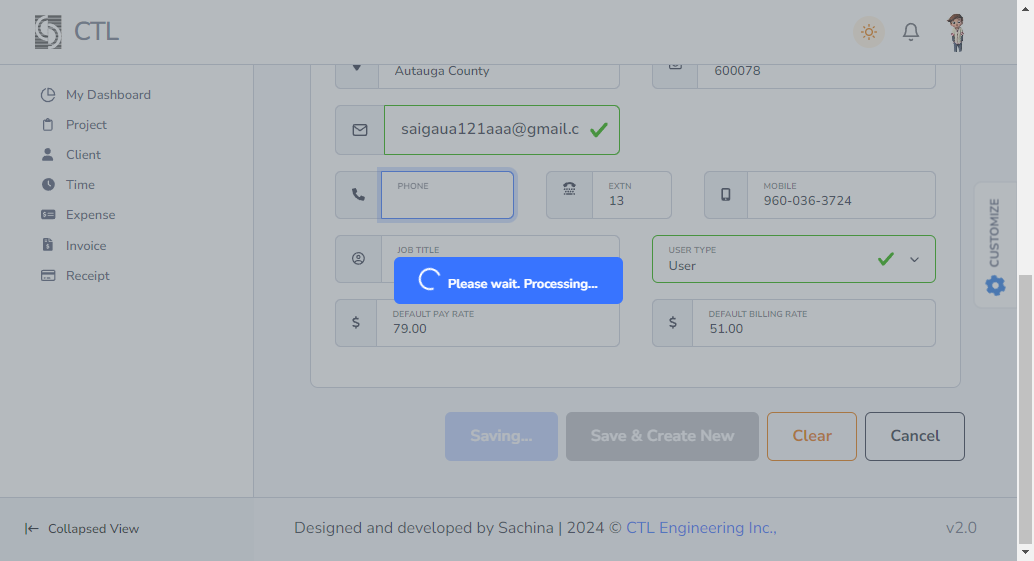 CTL
My Dashboard
Project
Client
Time
Expense
Invoice
Receipt
Autauga County
600078
saigaua121aaa@gmail.c
PHONE
EXTN
13
MOBILE
960-036-3724
JOB TITLE
USER TYPE
User
Please wait. Processing...
DEFAULT PAY RATE
79.00
DEFAULT BILLING RATE
51.00
CUSTOMIZE
Saving...
Save & Create New
Clear
Cancel
Collapsed View
Designed and developed by Sachina | 2024 © CTL Engineering Inc.,
v2.0